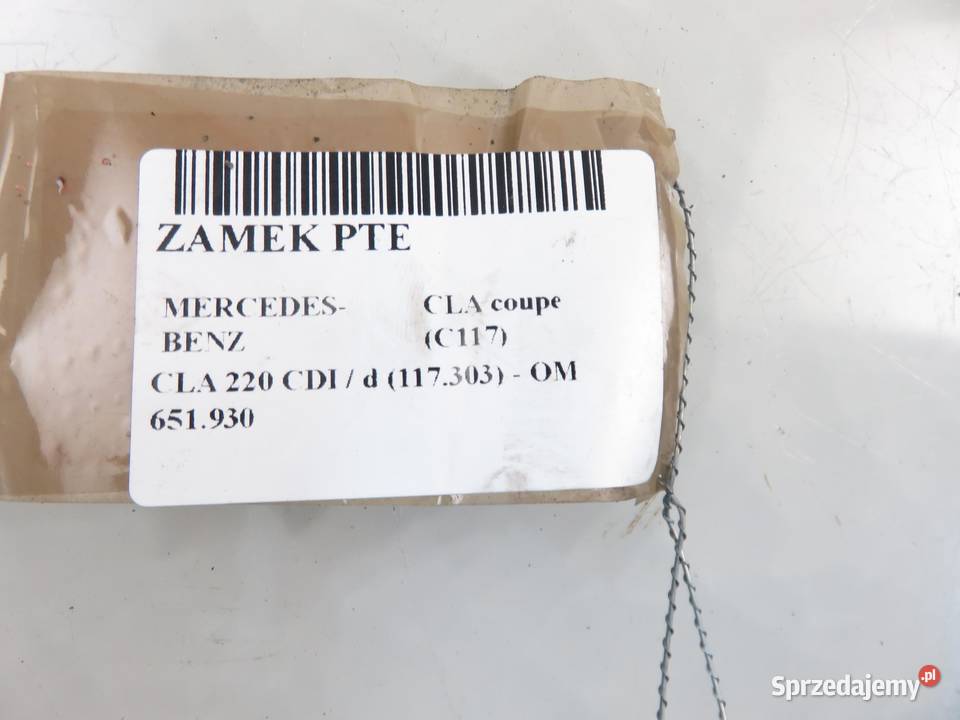 ZAMEK PTE
MERCEDES- CLA coupe
BENZ (C117)
CLA 220 CDI / d (117.303) - OM
651.930
Sprzedajemy.pl